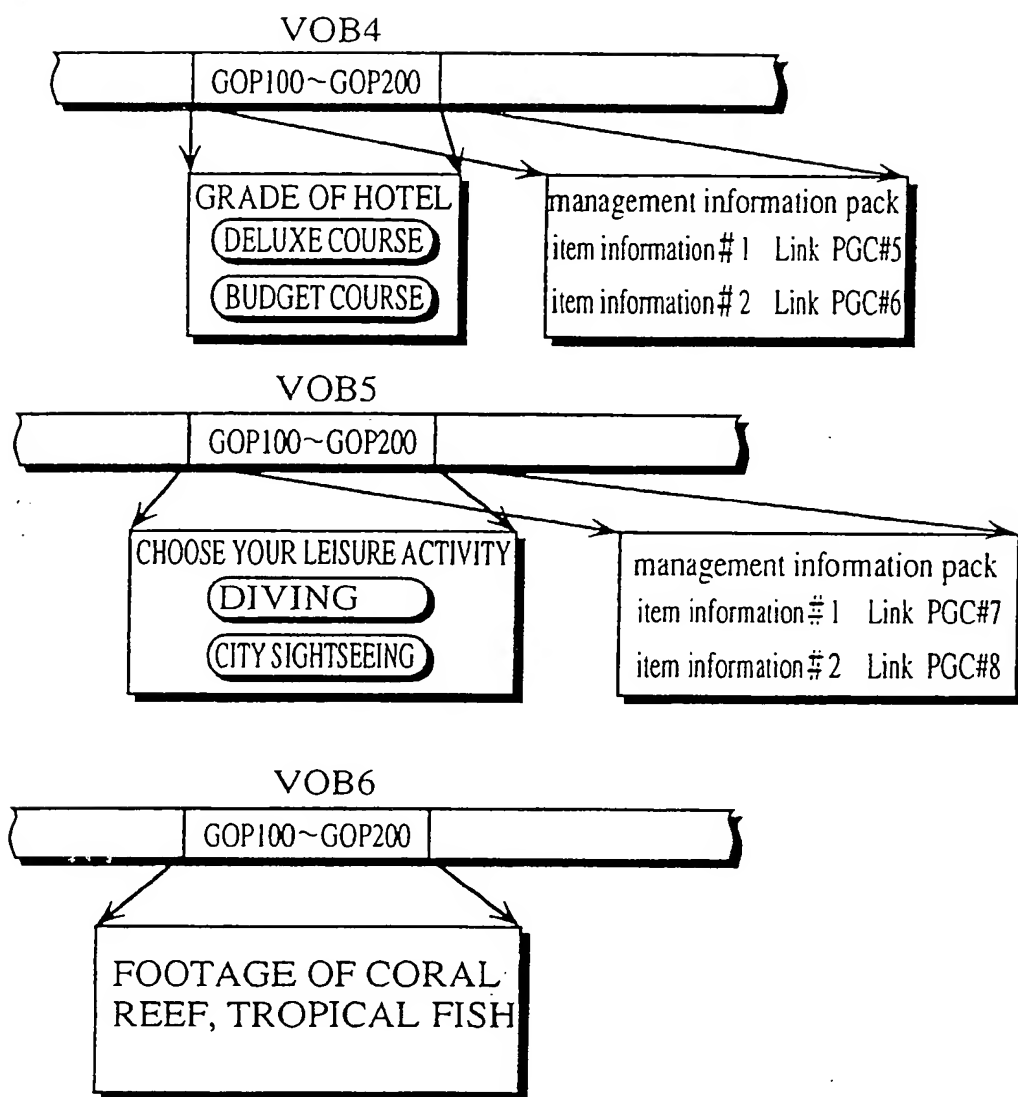 VOB4
GOP100~GOP200
GRADE OF HOTEL
DELUXE COURSE
BUDGET COURSE
management information pack
item information # 1 Link PGC#5
item information # 2 Link PGC#6
VOB5
GOP100~GOP200
CHOOSE YOUR LEISURE ACTIVITY
DIVING
CITY SIGHTSEEING
management information pack
item information # 1 Link PGC#7
item information # 2 Link PGC#8
VOB6
GOP100~GOP200
FOOTAGE OF CORAL
REEF, TROPICAL FISH